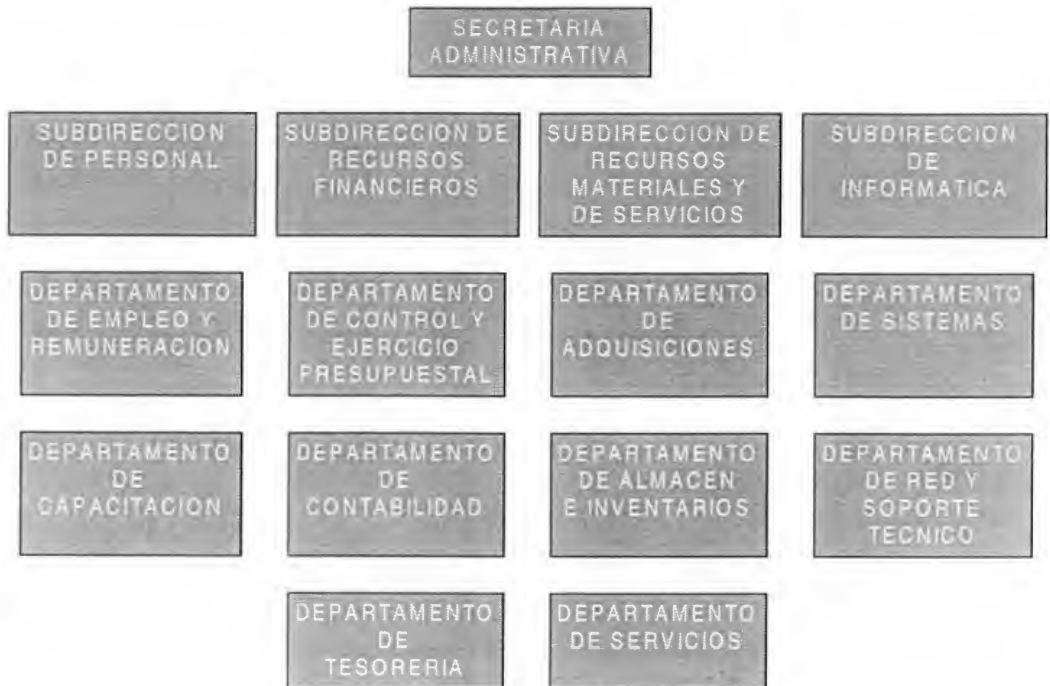 SECRETARIA
ADMINISTRATIVA
SUBDIRECCION
DE PERSONAL
SUBDIRECCION DE
RECURSOS
FINANCIEROS
SUBDIRECCION DE
RECURSOS
MATERIALES Y
DE SERVICIOS
SUBDIRECCION
DE
INFORMATICA
DEPARTAMENTO
DE EMPLEO Y
REMUNERACION
DEPARTAMENTO
DE CONTROL Y
EJERCICIO
PRESUPUESTAL
DEPARTAMENTO
DE
ADQUISICIONES
DEPARTAMENTO
DE SISTEMAS
DEPARTAMENTO
DE
CAPACITACION
DEPARTAMENTO
DE
CONTABILIDAD
DEPARTAMENTO
DE ALMACEN
E INVENTARIOS
DEPARTAMENTO
DE RED Y
SOPORTE
TECNICO
DEPARTAMENTO
DE
TESORERIA
DEPARTAMENTO
DE SERVICIOS